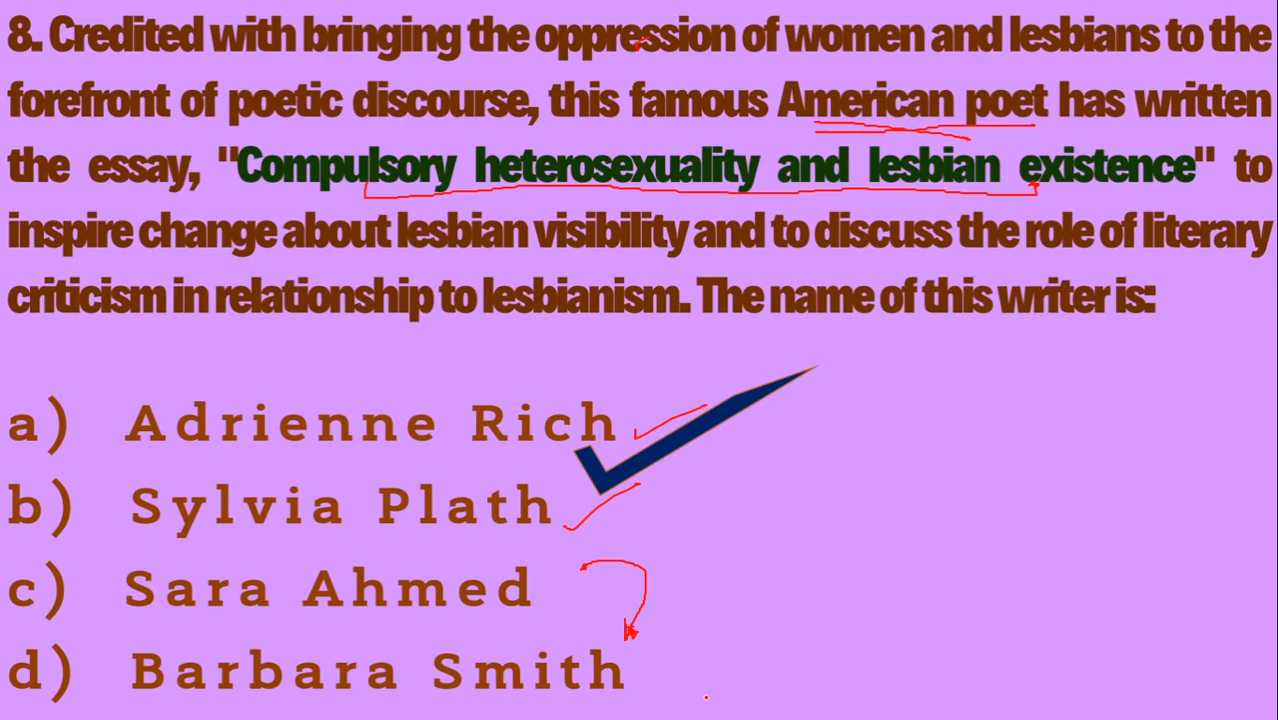 8. Credited with bringing the oppression of women and lesbians to the
forefront of poetic discourse, this famous American poet has written
the essay, "Compulsory heterosexuality and lesbian existence" to
inspire change about lesbian visibility and to discuss the role of literary
criticism in relationship to lesbianism. The name of this writer is:
a) Adrienne Rich
b) Sylvia Plath
c) Sara Ahmed
d) Barbara Smith